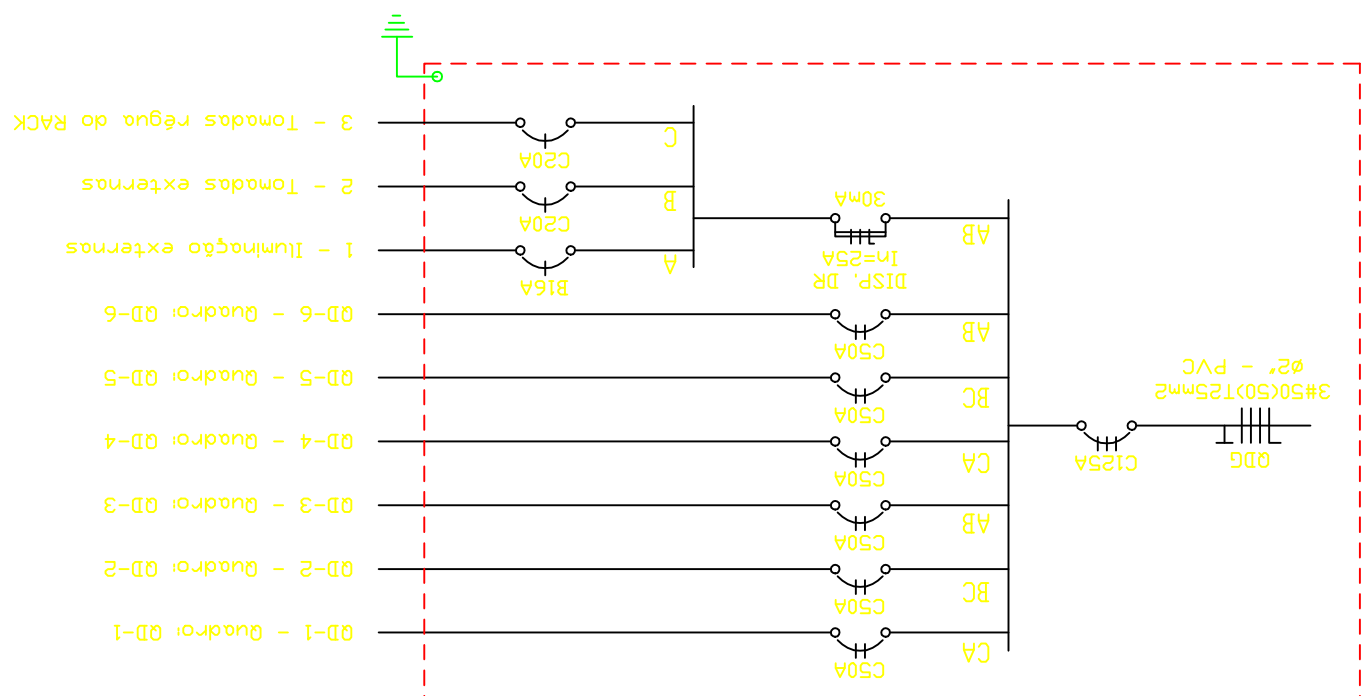 C50A
AC
QD-1 - Quadro: QD-1
C50A
BC
QD-2 - Quadro: QD-2
C50A
AB
QD-3 - Quadro: QD-3
QDG
C125A
C50A
AC
QD-4 - Quadro: QD-4
3#50(50)T25mm2
ø2" - PVC
C50A
BC
QD-5 - Quadro: QD-5
C50A
AB
QD-6 - Quadro: QD-6
DISP. DR
In=25A
AB
30mA
B16A
A
1 - Iluminação externas
C20A
B
2 - Tomadas externas
C20A
C
3 - Tomadas régua do RACK